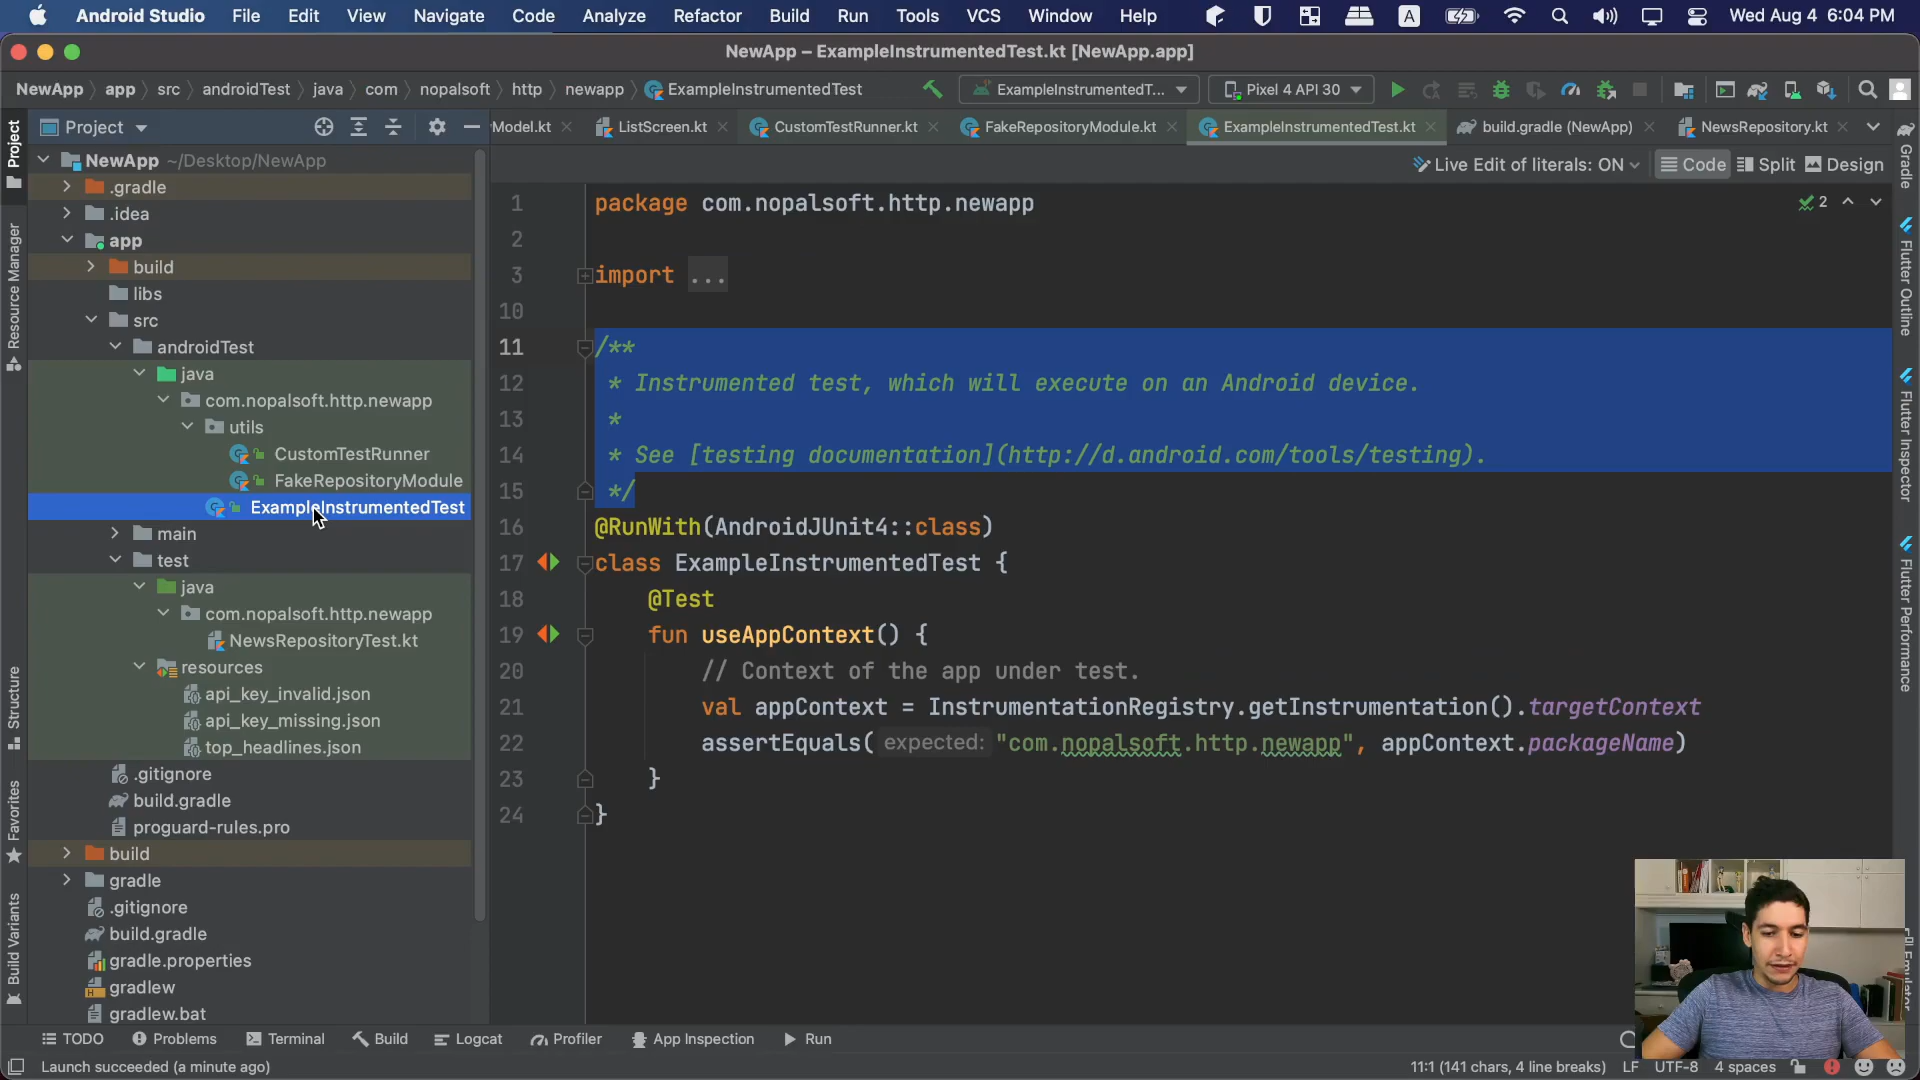 Android Studio File Edit View Navigate Code Analyze Refactor Build Run Tools VCS Window Help A Wed Aug 4 6:04 PM
NewApp – ExampleInstrumentedTest.kt [NewApp.app]
NewApp app src androidTest java com nopalsoft http newapp ExampleInstrumentedTest ExampleInstrumentedT... Pixel 4 API 30
Project Model.kt ListScreen.kt CustomTestRunner.kt FakeRepositoryModule.kt ExampleInstrumentedTest.kt build.gradle (NewApp) NewsRepository.kt
Live Edit of literals: ON Code Split Design
Project
Resource Manager
Structure
Favorites
Build Variants
NewApp ~/Desktop/NewApp
.gradle
.idea
app
build
libs
src
androidTest
java
com.nopalsoft.http.newapp
utils
CustomTestRunner
FakeRepositoryModule
ExampleInstrumentedTest
main
test
java
com.nopalsoft.http.newapp
NewsRepositoryTest.kt
resources
api_key_invalid.json
api_key_missing.json
top_headlines.json
.gitignore
build.gradle
proguard-rules.pro
build
gradle
.gitignore
build.gradle
gradle.properties
gradlew
gradlew.bat
1 package com.nopalsoft.http.newapp
2
3 import ...
10
11 /**
12 * Instrumented test, which will execute on an Android device.
13 *
14 * See [testing documentation](http://d.android.com/tools/testing).
15 */
16 @RunWith(AndroidJUnit4::class)
17 class ExampleInstrumentedTest {
18 @Test
19 fun useAppContext() {
20 // Context of the app under test.
21 val appContext = InstrumentationRegistry.getInstrumentation().targetContext
22 assertEquals( expected: "com.nopalsoft.http.newapp", appContext.packageName)
23 }
24 }
2
Gradle
Flutter Outline
Flutter Inspector
Flutter Performance
Emulator
TODO Problems Terminal Build Logcat Profiler App Inspection Run
Launch succeeded (a minute ago) 11:1 (141 chars, 4 line breaks) LF UTF-8 4 spaces